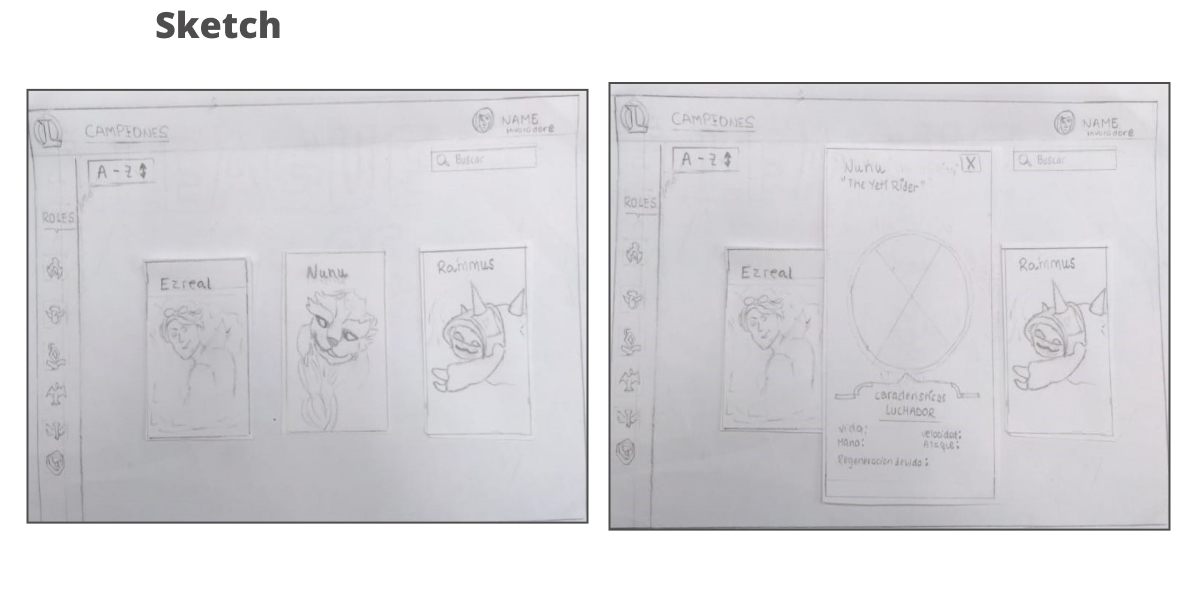 Sketch
CAMPEONES
NAME
Invocador
A - Z
Buscar
ROLES
Ezreal
Nunu
Rammus
CAMPEONES
NAME
Invocador
A - Z
Nunu
X
"The Yeti Rider"
Buscar
ROLES
Ezreal
Rammus
Caracteristicas
LUCHADOR
Vida:
Velocidad:
Mana:
Ataque:
Regeneracion de vida: